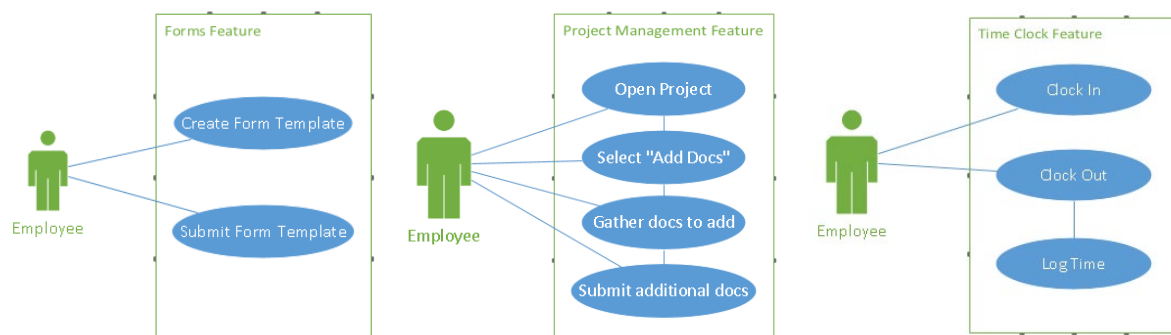 Forms Feature
Create Form Template
Submit Form Template
Employee
Project Management Feature
Open Project
Select "Add Docs"
Gather docs to add
Submit additional docs
Employee
Time Clock Feature
Clock In
Clock Out
Log Time
Employee